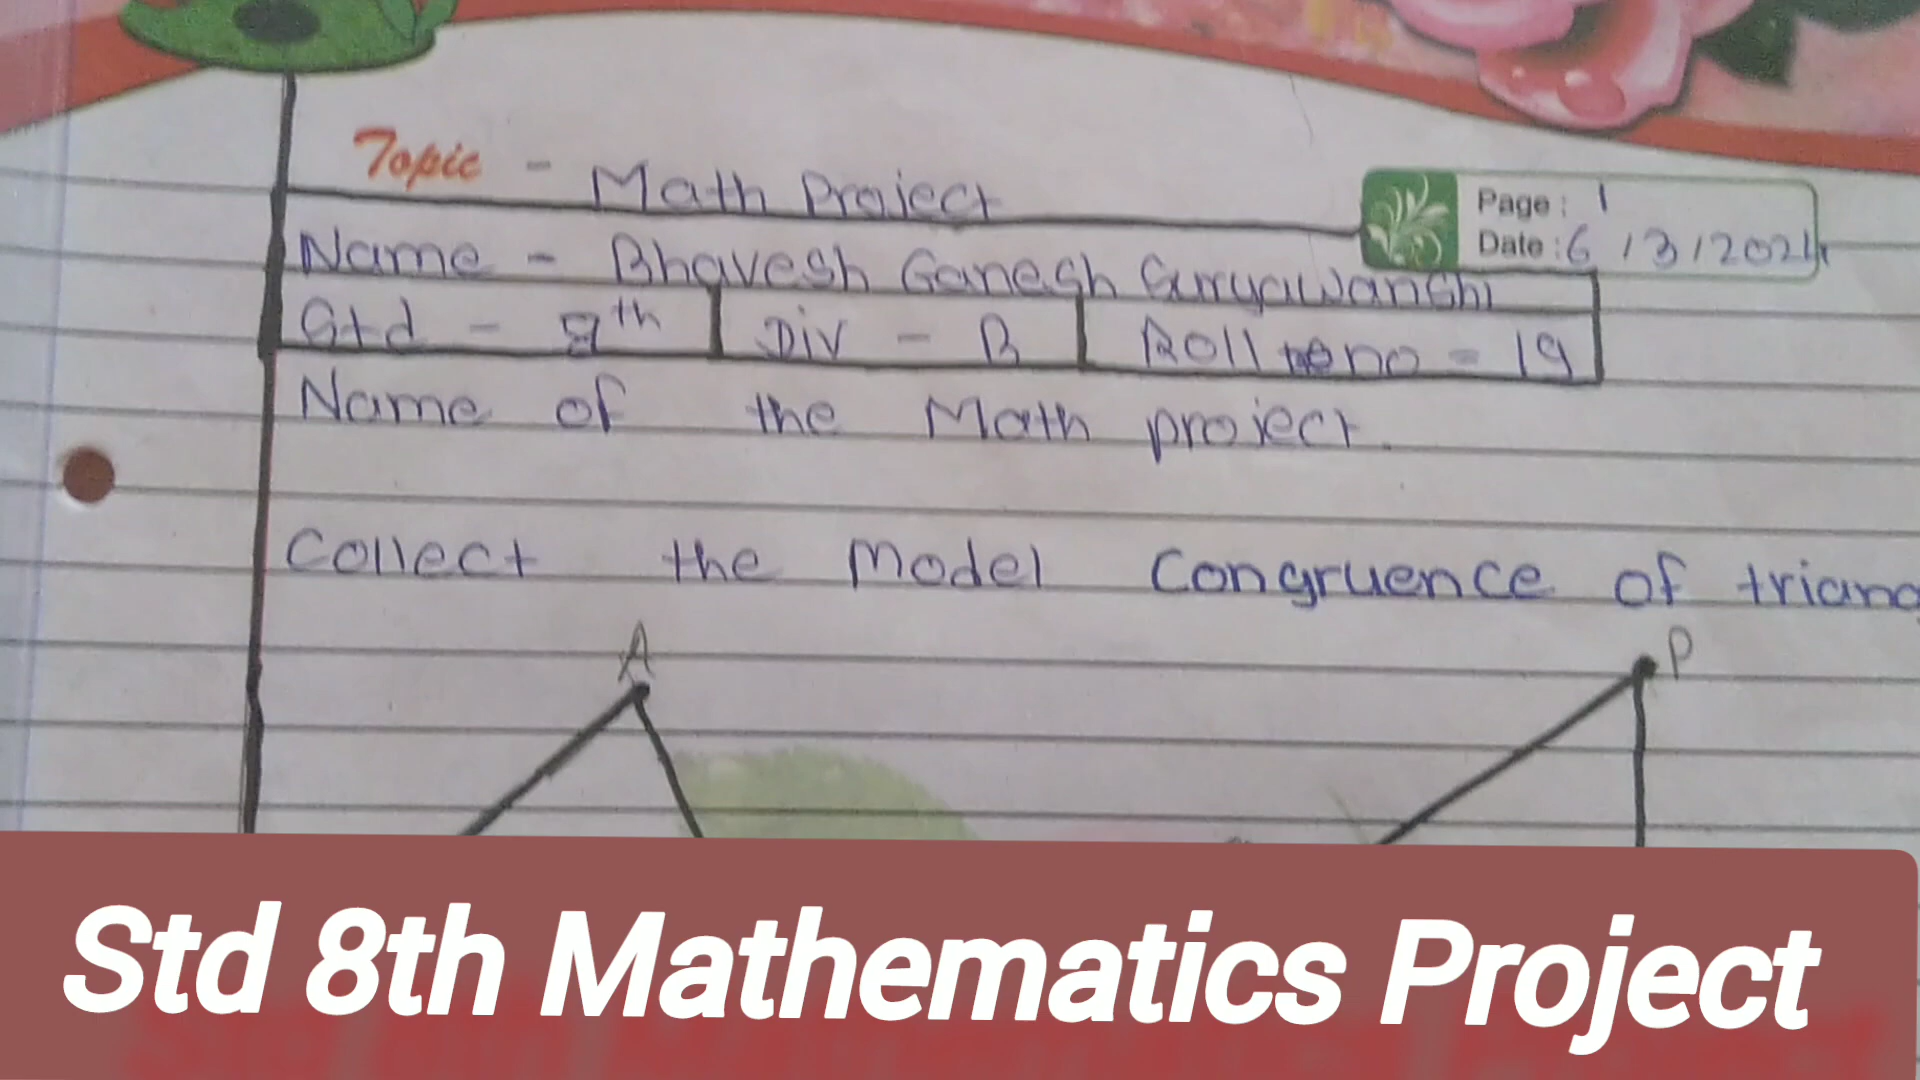 Topic - Math Project
Page : 1
Date : 6 / 3 / 2024
Name - Bhavesh Ganesh Suryawanshi
Std - 8th Div - B Roll no - 19
Name of the Math project.
Collect the Model Congruence of triang
A
P
Std 8th Mathematics Project